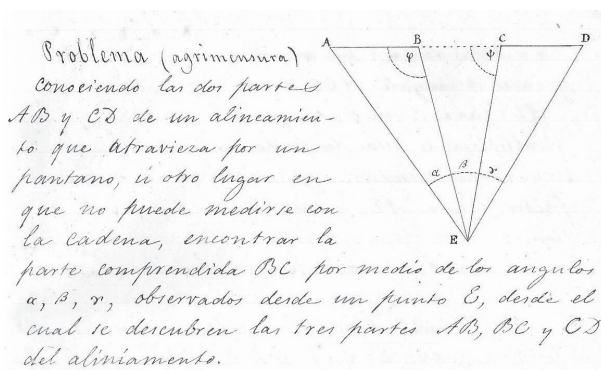 A B C D
Problema (agrimensura)
φ ψ
Conociendo las dos partes
AB y CD de un alineamien-
to que atravieza por un
pantano, ú otro lugar en
α β γ
que no puede medirse con
la cadena, encontrar la
E
parte comprendida BC por medio de los angulos
α, β, γ, observados desde un punto E, desde el
cual se descubren las tres partes AB, BC y CD
del aliniamento.